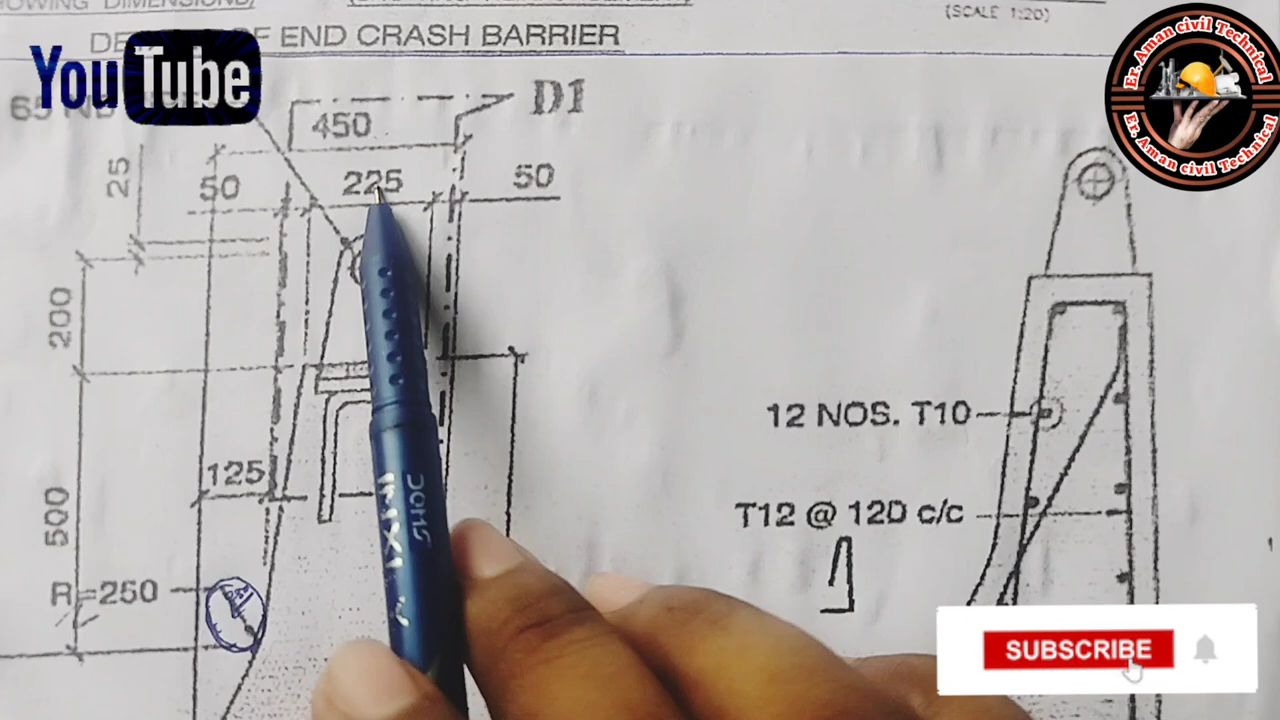 (SCALE 1:20)
END CRASH BARRIER
YouTube
Er. Aman civil Technical
Er. Aman civil Technical
D1
450
25
50
225
50
200
12 NOS. T10
125
500
T12 @ 120 c/c
R=250
DOMS
SUBSCRIBE